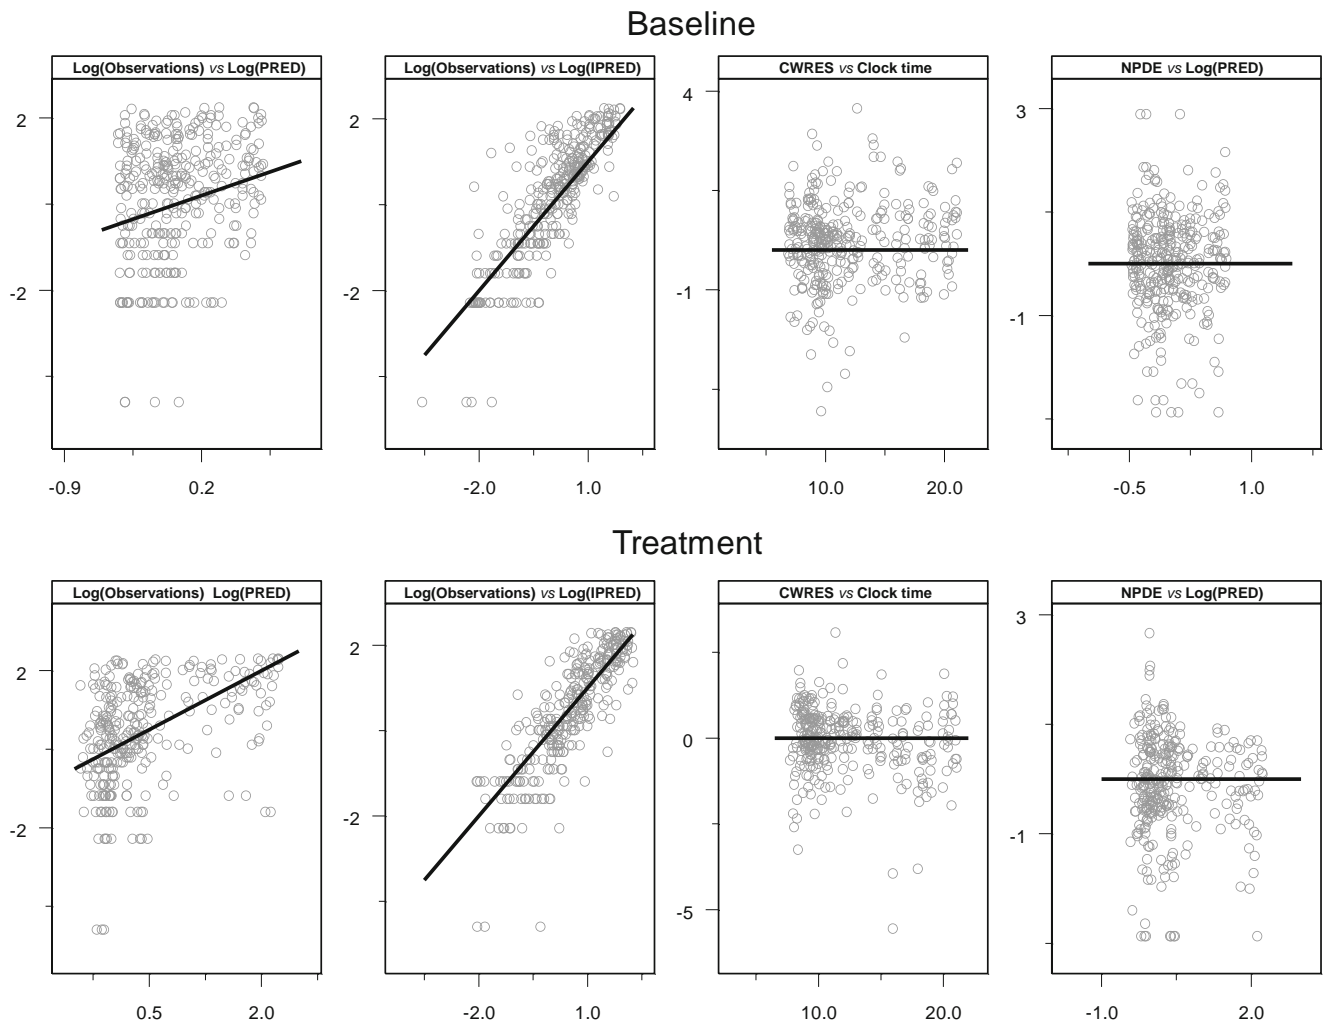 Baseline
Log(Observations) vs Log(PRED)
Log(Observations) vs Log(IPRED)
CWRES vs Clock time
NPDE vs Log(PRED)
2
-2
-0.9 0.2
2
-2
-2.0 1.0
4
-1
10.0 20.0
3
-1
-0.5 1.0
Treatment
Log(Observations) Log(PRED)
Log(Observations) vs Log(IPRED)
CWRES vs Clock time
NPDE vs Log(PRED)
2
-2
0.5 2.0
2
-2
-2.0 1.0
0
-5
10.0 20.0
3
-1
-1.0 2.0